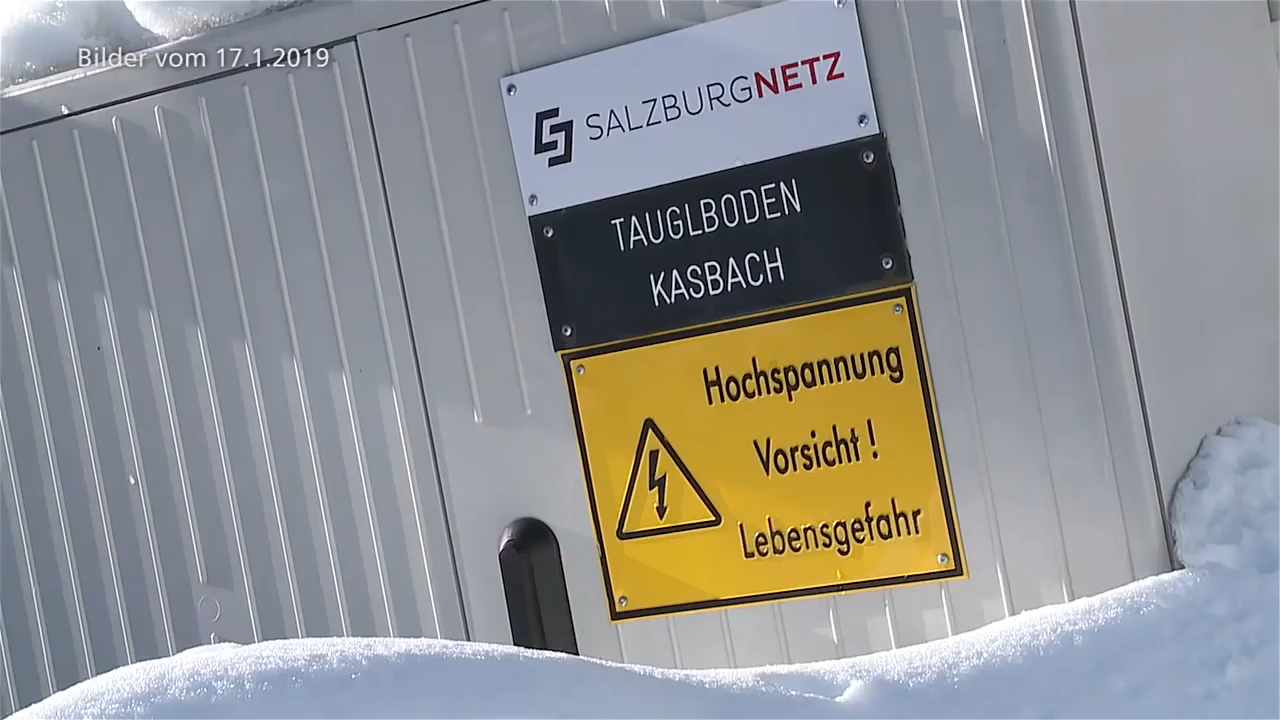 Bilder vom 17.1.2019
SALZBURGNETZ
TAUGLBODEN
KASBACH
Hochspannung
Vorsicht !
Lebensgefahr